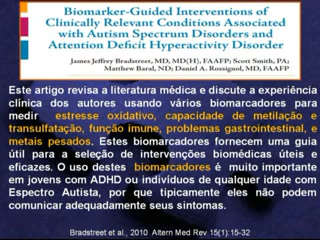 Biomarker-Guided Interventions of
Clinically Relevant Conditions Associated
with Autism Spectrum Disorders and
Attention Deficit Hyperactivity Disorder
James Jeffrey Bradstreet, MD, MD(H), FAAFP; Scott Smith, PA;
Matthew Baral, ND; Daniel A. Rossignol, MD, FAAFP
Este artigo revisa a literatura médica e discute a experiência
clínica dos autores usando vários biomarcadores para
medir estresse oxidativo, capacidade de metilação e
transulfatação, função imune, problemas gastrointestinal, e
metais pesados. Estes biomarcadores fornecem uma guia
útil para a seleção de intervenções biomédicas úteis e
eficazes. O uso destes biomarcadores é muito importante
em jovens com ADHD ou indivíduos de qualquer idade com
Espectro Autista, por que tipicamente eles não podem
comunicar adequadamente seus sintomas.
Bradstreet et al., 2010 Altern Med Rev 15(1):15-32